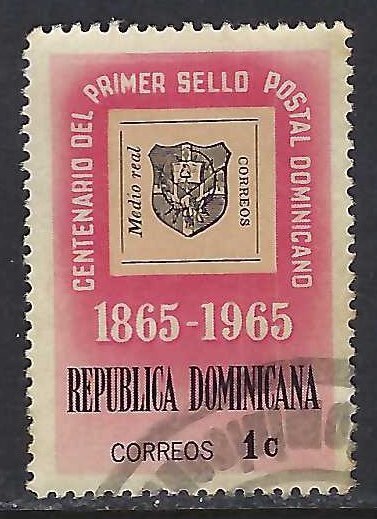 CENTENARIO DEL PRIMER SELLO POSTAL DOMINICANO
Medio real
CORREOS
1865-1965
REPUBLICA DOMINICANA
CORREOS 1c